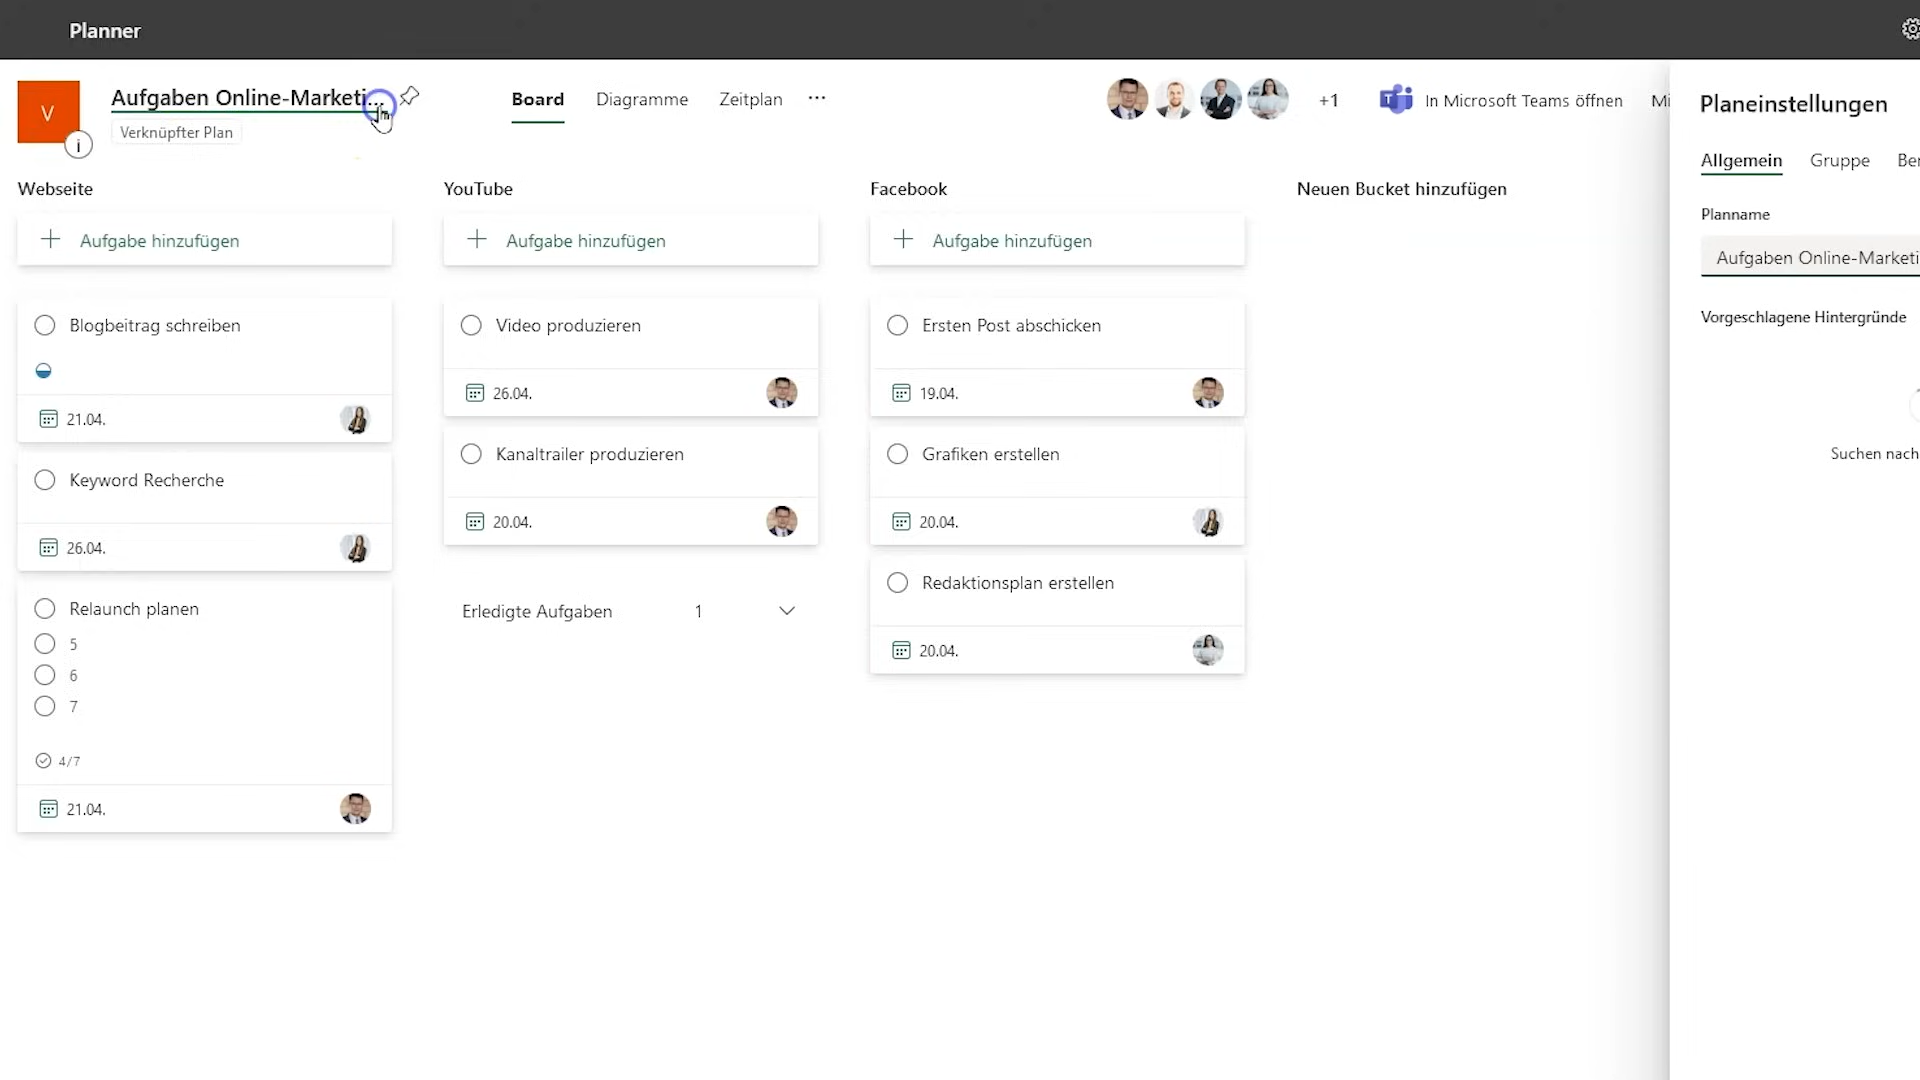 Planner
V
Aufgaben Online-Marketi...
Verknüpfter Plan
Board
Diagramme
Zeitplan
...
+1
In Microsoft Teams öffnen
Planeinstellungen
Allgemein
Gruppe
Planname
Aufgaben Online-Marketi
Vorgeschlagene Hintergründe
Suchen nach
Webseite
Aufgabe hinzufügen
Blogbeitrag schreiben
21.04.
Keyword Recherche
26.04.
Relaunch planen
5
6
7
4/7
21.04.
YouTube
Aufgabe hinzufügen
Video produzieren
26.04.
Kanaltrailer produzieren
20.04.
Erledigte Aufgaben 1
Facebook
Aufgabe hinzufügen
Ersten Post abschicken
19.04.
Grafiken erstellen
20.04.
Redaktionsplan erstellen
20.04.
Neuen Bucket hinzufügen